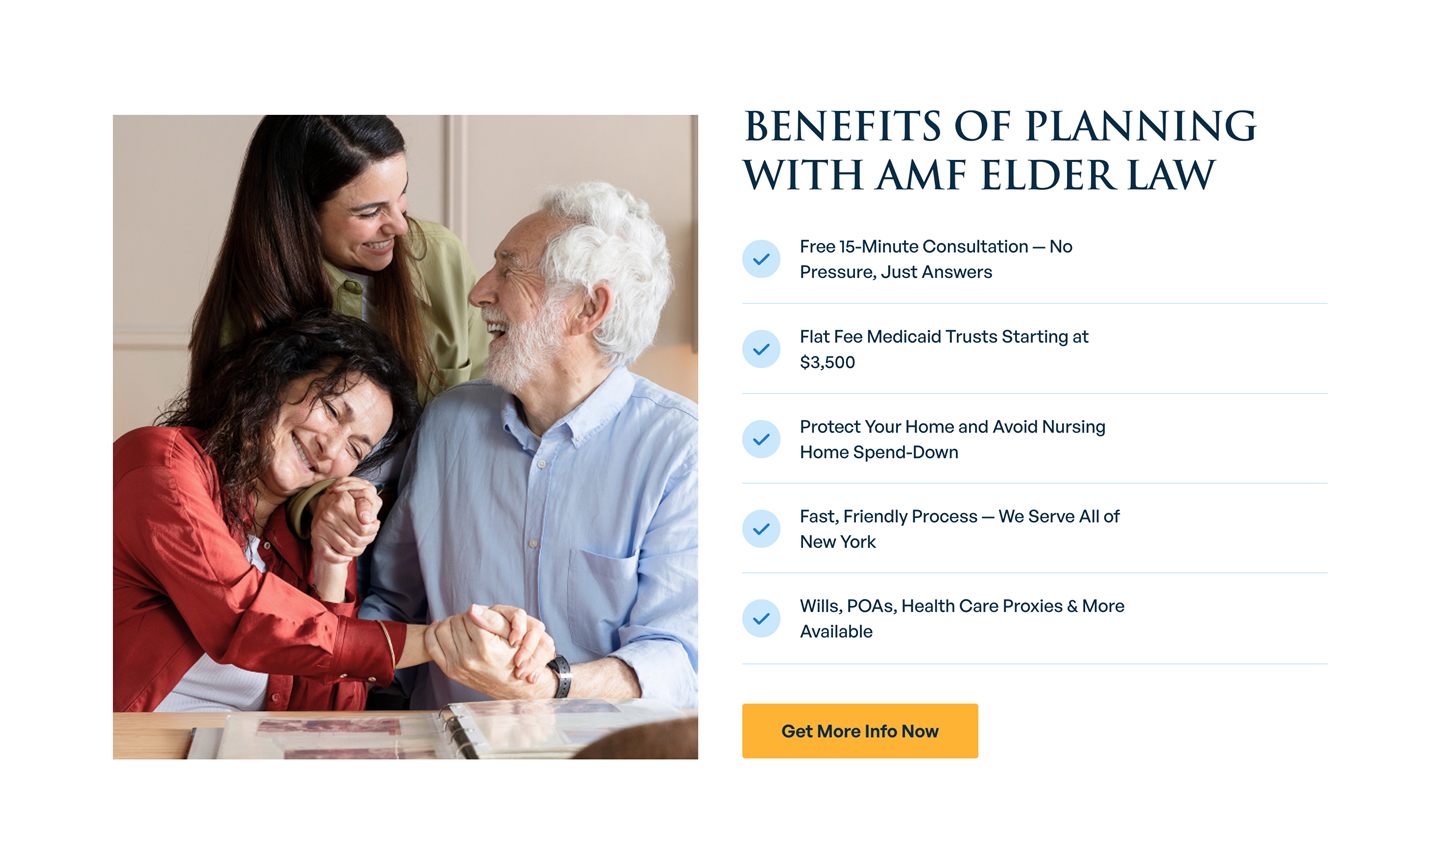 BENEFITS OF PLANNING
WITH AMF ELDER LAW
Free 15-Minute Consultation — No
Pressure, Just Answers
Flat Fee Medicaid Trusts Starting at
$3,500
Protect Your Home and Avoid Nursing
Home Spend-Down
Fast, Friendly Process — We Serve All of
New York
Wills, POAs, Health Care Proxies & More
Available
Get More Info Now